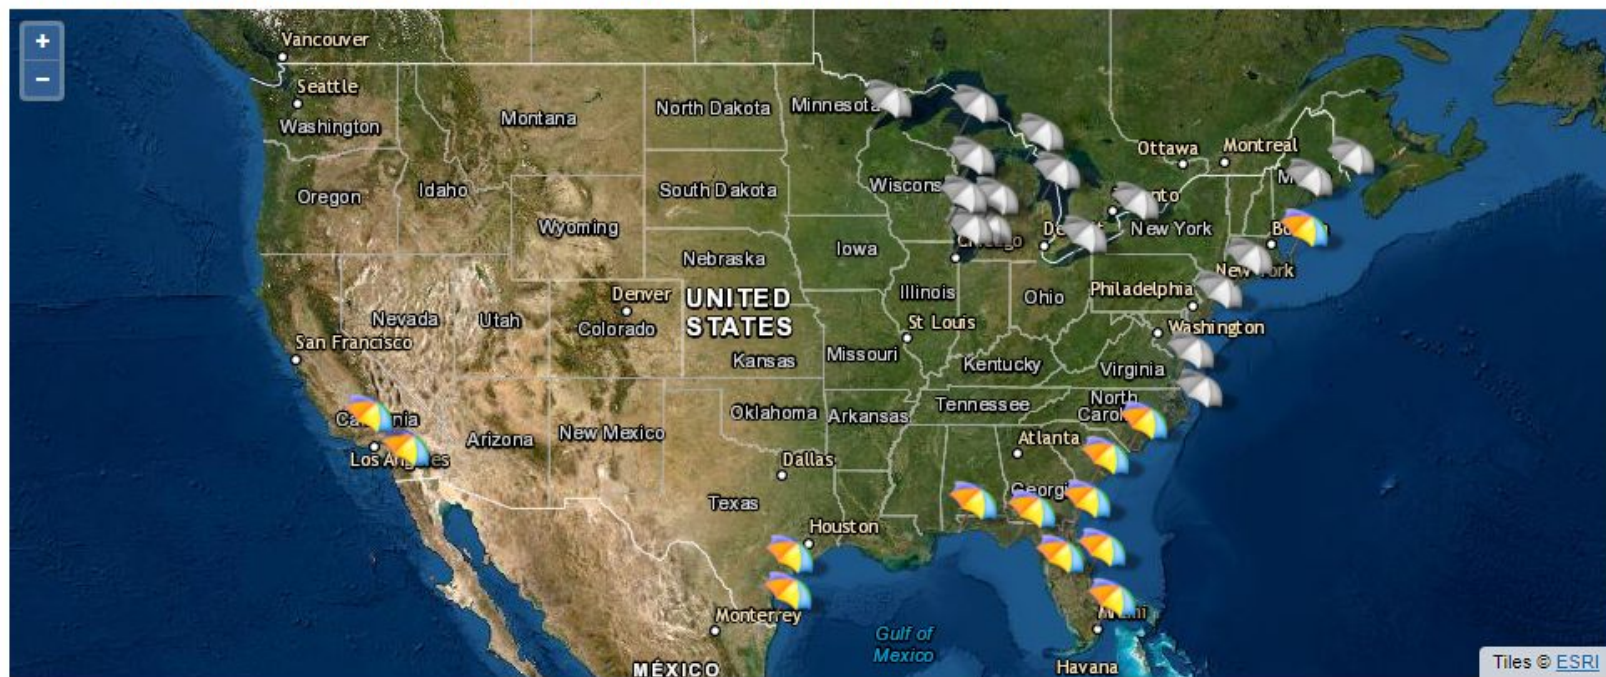 +
−
Vancouver
Seattle
Washington
Montana
North Dakota
Minnesota
Ottawa
Montreal
Oregon
Idaho
South Dakota
Wyoming
New York
Iowa
Nebraska
Denver
Colorado
UNITED
STATES
Nevada
Utah
Illinois
Ohio
Philadelphia
San Francisco
St Louis
Washington
Kansas
Missouri
Kentucky
Virginia
Oklahoma
Arkansas
Tennessee
North
Arizona
New Mexico
Atlanta
Dallas
Texas
Houston
Monterrey
Gulf of
Mexico
MÉXICO
Havana
Tiles © ESRI